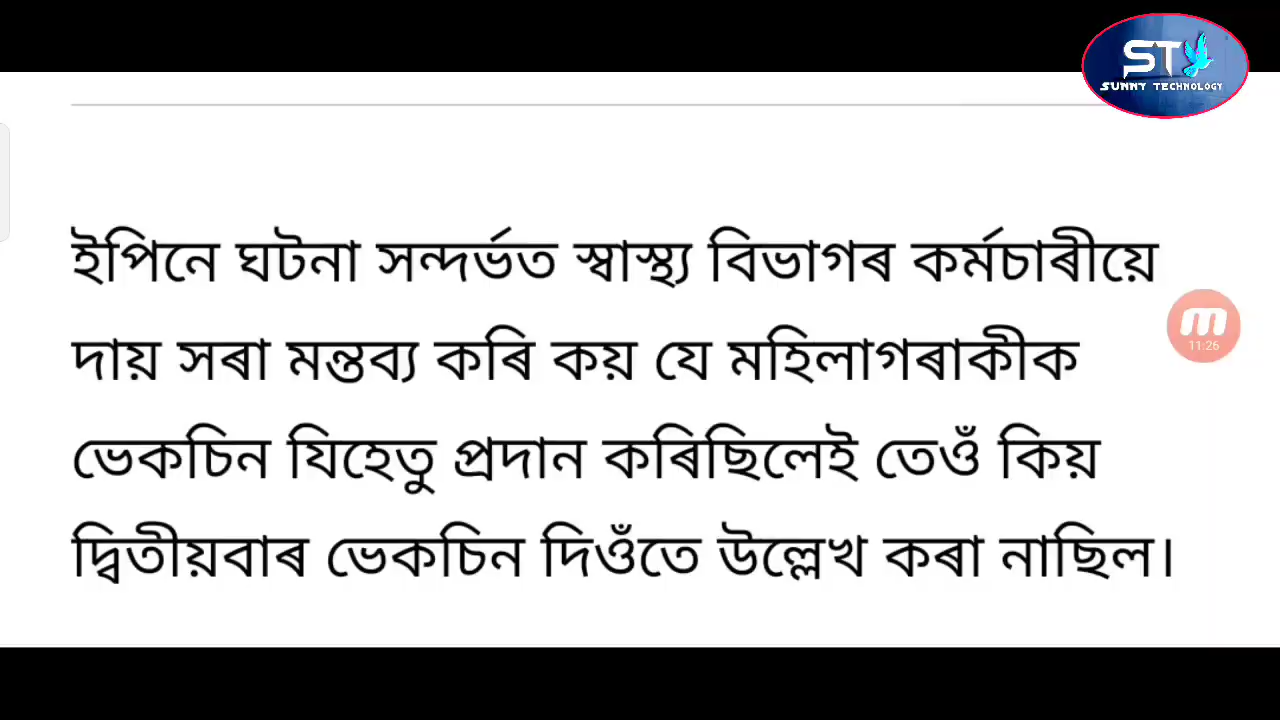 ST
SUNNY TECHNOLOGY
ইপিনে ঘটনা সন্দৰ্ভত স্বাস্থ্য বিভাগৰ কৰ্মচাৰীয়ে
দায় সৰা মন্তব্য কৰি কয় যে মহিলাগৰাকীক
ভেকচিন যিহেতু প্ৰদান কৰিছিলেই তেওঁ কিয়
দ্বিতীয়বাৰ ভেকচিন দিওঁতে উল্লেখ কৰা নাছিল।
11:26